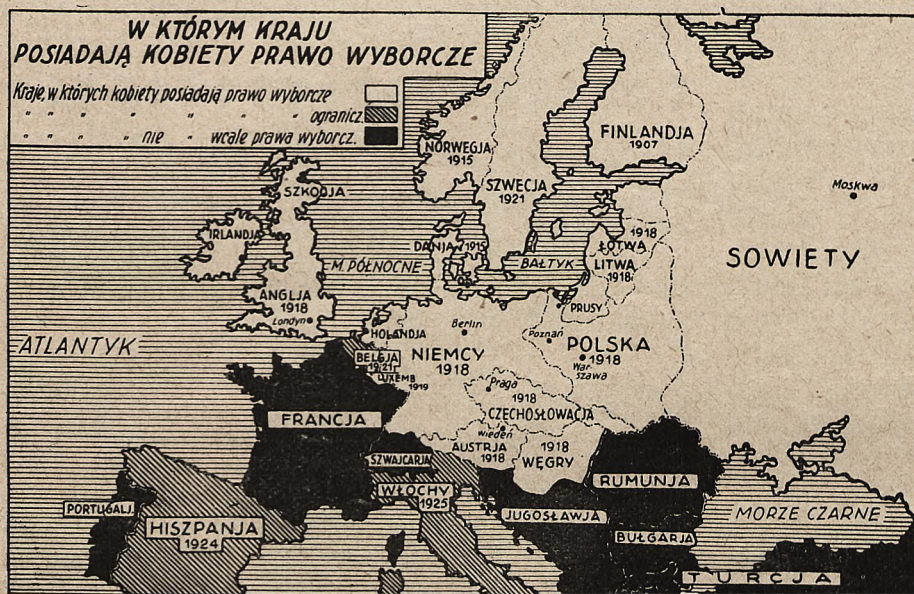 W KTÓRYM KRAJU
POSIADAJĄ KOBIETY PRAWO WYBORCZE
Kraje, w których kobiety posiadają prawo wyborcze
" " " " " " ogranicz.
" " " " nie " wcale prawa wyborcz.
NORWEGJA
1915
FINLANDJA
1907
SZWECJA
1921
Moskwa
SZKOCJA
IRLANDJA
DANJA 1915
1918
ŁOTWA
SOWIETY
M. PÓŁNOCNE
BAŁTYK
LITWA
1918
ANGLJA
1918
Londyn
PRUSY
ATLANTYK
HOLANDJA
Berlin
Poznań
POLSKA
1918
War-
szawa
BELGJA
1921
NIEMCY
1918
LUXEMB
1919
Praga
1918
CZECHOSŁOWACJA
FRANCJA
Wiedeń
AUSTRJA
1918
1918
WĘGRY
SZWAJCARJA
RUMUNJA
WŁOCHY
1925
PORTUGALJ.
HISZPANJA
1924
JUGOSŁAWJA
MORZE CZARNE
BUŁGARJA
TURCJA